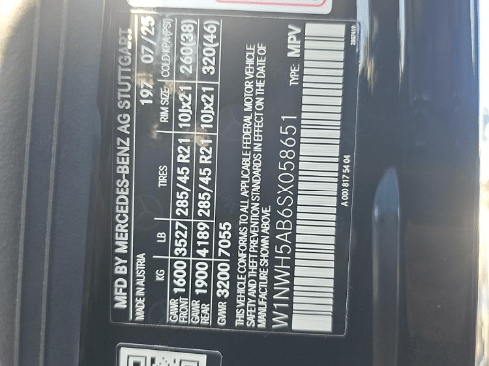 MFD BY MERCEDES-BENZ AG STUTTGART
MADE IN AUSTRIA 197 07/25
KG LB TIRES RIM SIZE COLD KPA(PSI)
GAWR FRONT 1600 3527 285/45 R21 10Jx21 260(38)
GAWR REAR 1900 4189 285/45 R21 10Jx21 320(46)
GVWR 3200 7055
THIS VEHICLE CONFORMS TO ALL APPLICABLE FEDERAL MOTOR VEHICLE
SAFETY AND THEFT PREVENTION STANDARDS IN EFFECT ON THE DATE OF
MANUFACTURE SHOWN ABOVE.
W1NWH5AB6SX058651 TYPE: MPV
A 000 817 54 04